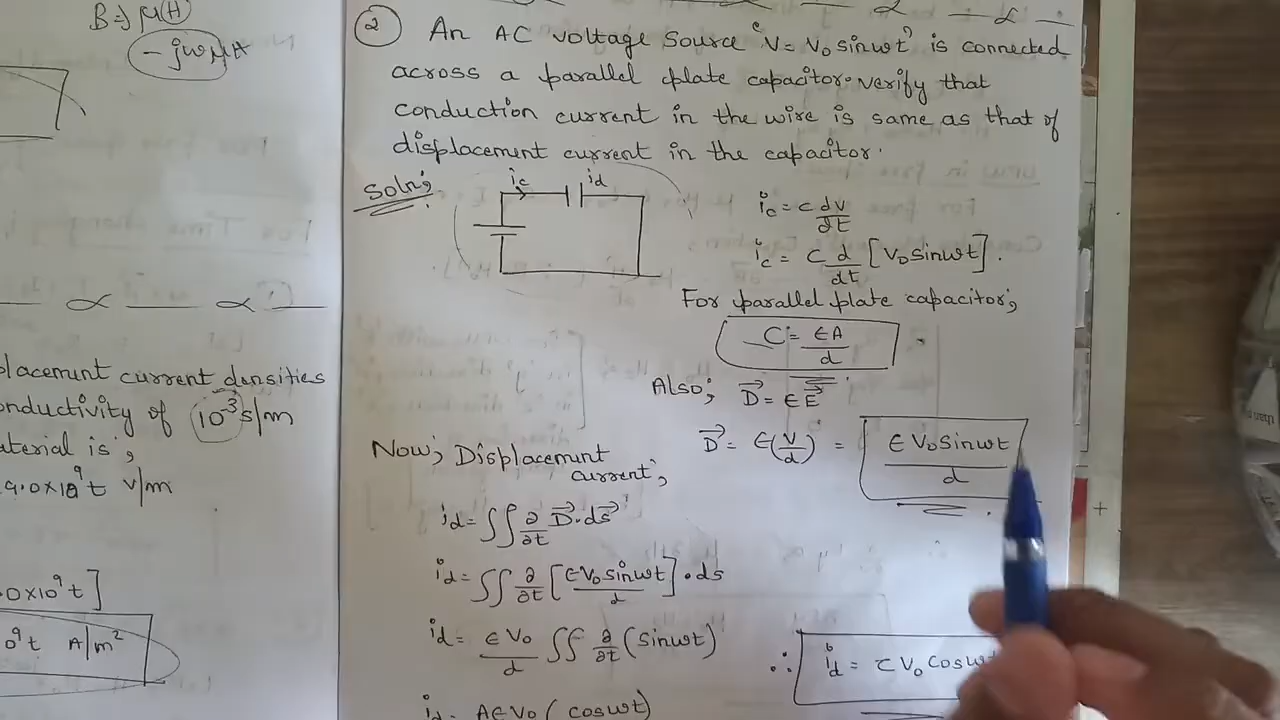 B ⇒ μH
- jωμH
lacement current densities
onductivity of 10⁻³ s/m
aterial is;
9.0×10⁹t V/m
0×10⁹t]
0⁹t A/m²
② An AC voltage source "V = V₀ sinωt" is connected
across a parallel plate capacitor. verify that
conduction current in the wire is same as that of
displacement current in the capacitor.
Soln;
i_c i_d
i_c = c dv/dt
i_c = C d/dt [V₀ sinωt].
For parallel plate capacitor;
C = εA/d
Also; D⃗ = εE⃗
D⃗ = ε(V/d) = εV₀ sinωt/d
Now; Displacement
current;
i_d = ∫∫ ∂/∂t D⃗·ds⃗
i_d = ∫∫ ∂/∂t [εV₀ sinωt/d]·ds
i_d = εV₀/d ∫∫ ∂/∂t (sinωt)
i_d = AεV₀ (cosωt)
∴ i_d = CV₀ cosω